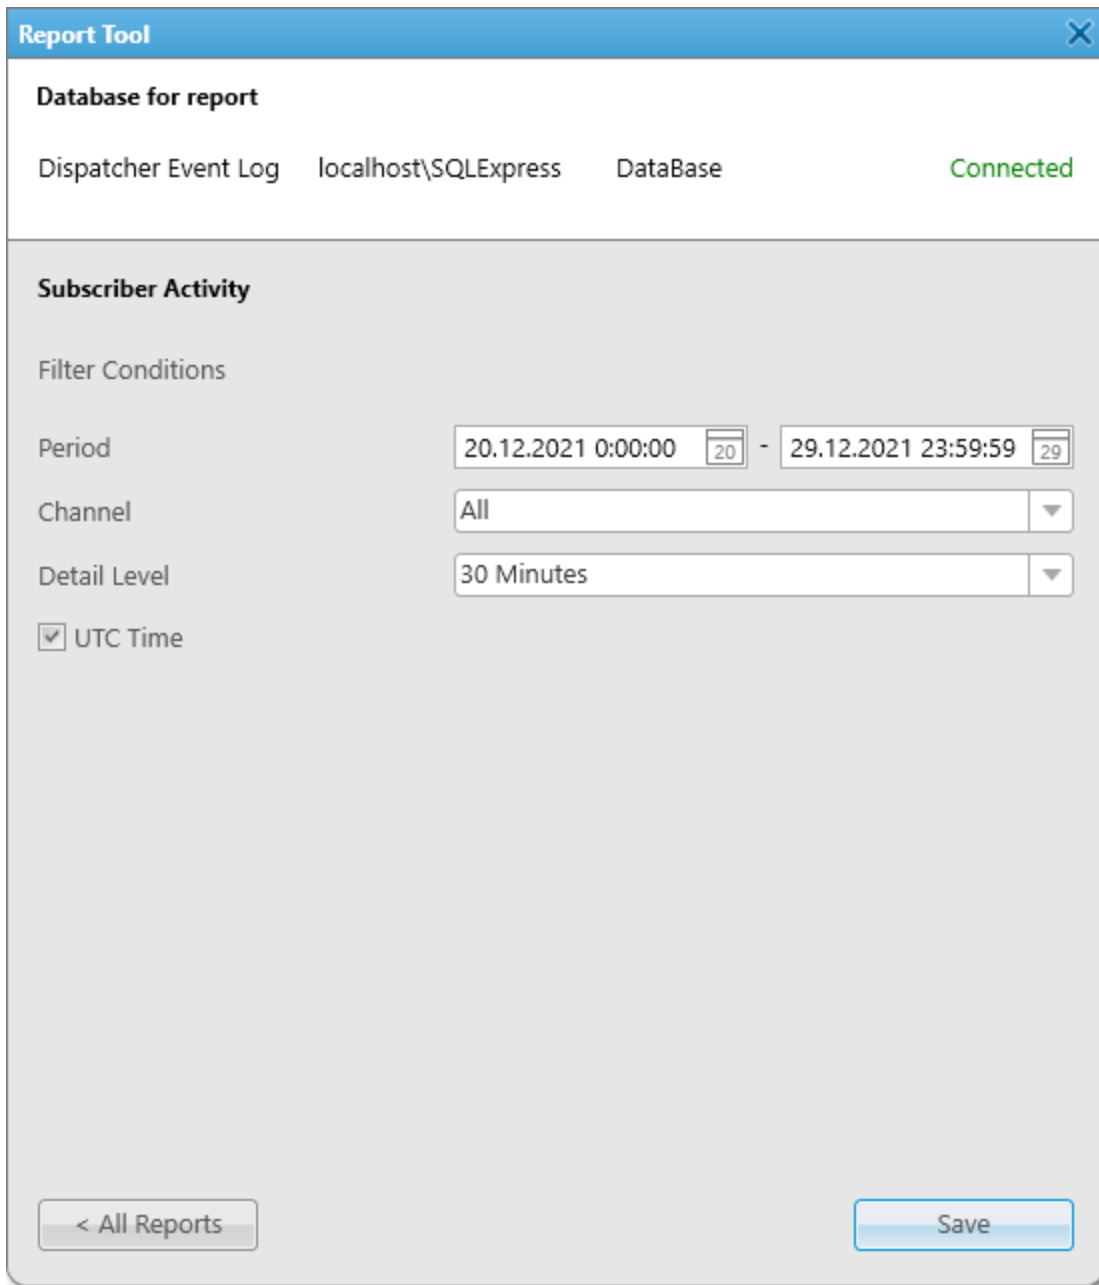 Report Tool
Database for report
Dispatcher Event Log localhost\SQLExpress DataBase Connected
Subscriber Activity
Filter Conditions
Period 20.12.2021 0:00:00 20 - 29.12.2021 23:59:59 29
Channel All
Detail Level 30 Minutes
UTC Time
< All Reports Save